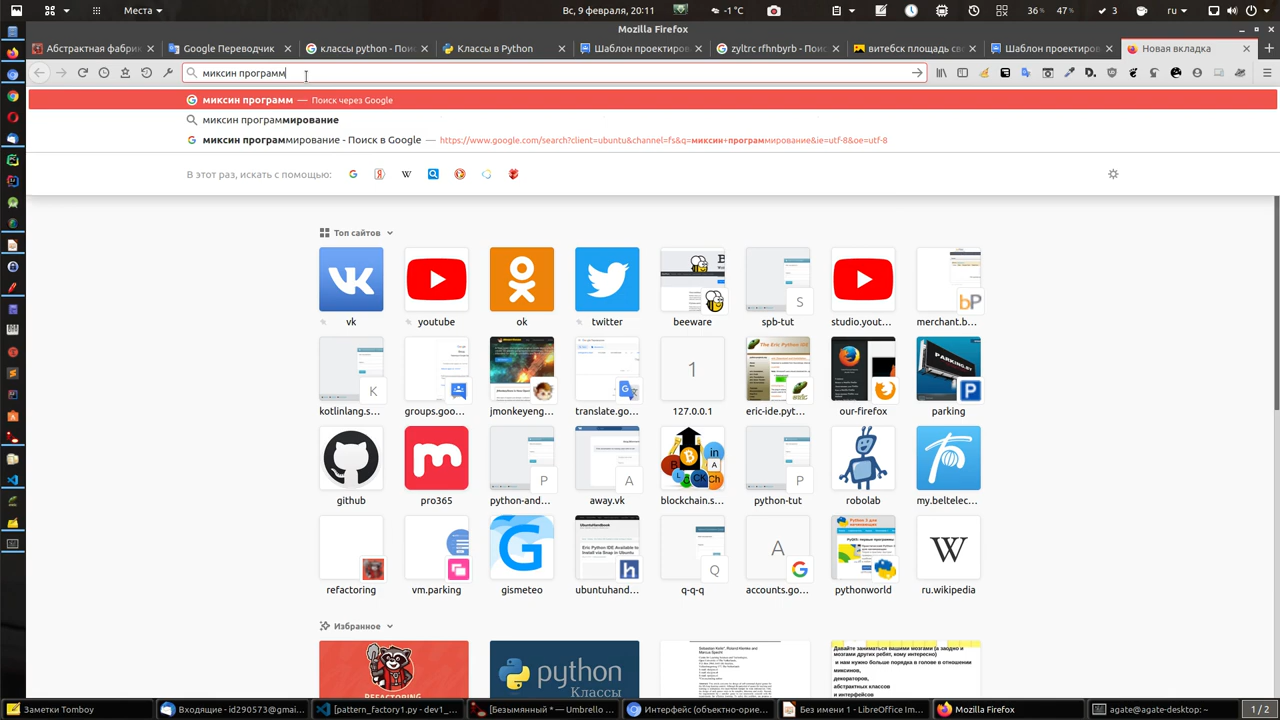 Места
Вс, 9 февраля, 20:11
-1°C
36%
47%
3
ru
Mozilla Firefox
Абстрактная фабрик
Google Переводчик
классы python - Пои
Классы в Python
Шаблон проектиров
zyltrc rfhnbyrb - Пои
витебск площадь св
Шаблон проектиров
Новая вкладка
миксин программ
миксин программ — Поиск через Google
миксин программирование
миксин программирование - Поиск в Google — https://www.google.com/search?client=ubuntu&channel=fs&q=миксин+программирование&ie=utf-8&oe=utf-8
В этот раз, искать с помощью:
Топ сайтов
vk
youtube
ok
twitter
beeware
spb-tut
studio.yout...
merchant.b...
kotlinlang.s...
groups.goo...
jmonkeyeng...
translate.go...
127.0.0.1
eric-ide.pyt...
our-firefox
parking
github
pro365
python-and...
away.vk
blockchain.s...
python-tut
robolab
my.beltelec...
refactoring
vm.parking
gismeteo
ubuntuhand...
q-q-q
accounts.go...
pythonworld
ru.wikipedia
Избранное
REFACTORING
python
Классы
Давайте заниматься вашими мозгами (а заодно и
мозгами других ребят, кому интересно)
и нам нужно больше порядка в голове в отношении
миксинов,
декораторов,
абстрактных классов
и интерфейсов
Заметки Tomboy
Входящие - id290573@gmai...
[pattern_factory1.py - dev1_...
[Безымянный * — Umbrello ...
Интерфейс (объектно-орие...
Без имени 1 - LibreOffice Im...
Mozilla Firefox
agate@agate-desktop: ~
1 / 2